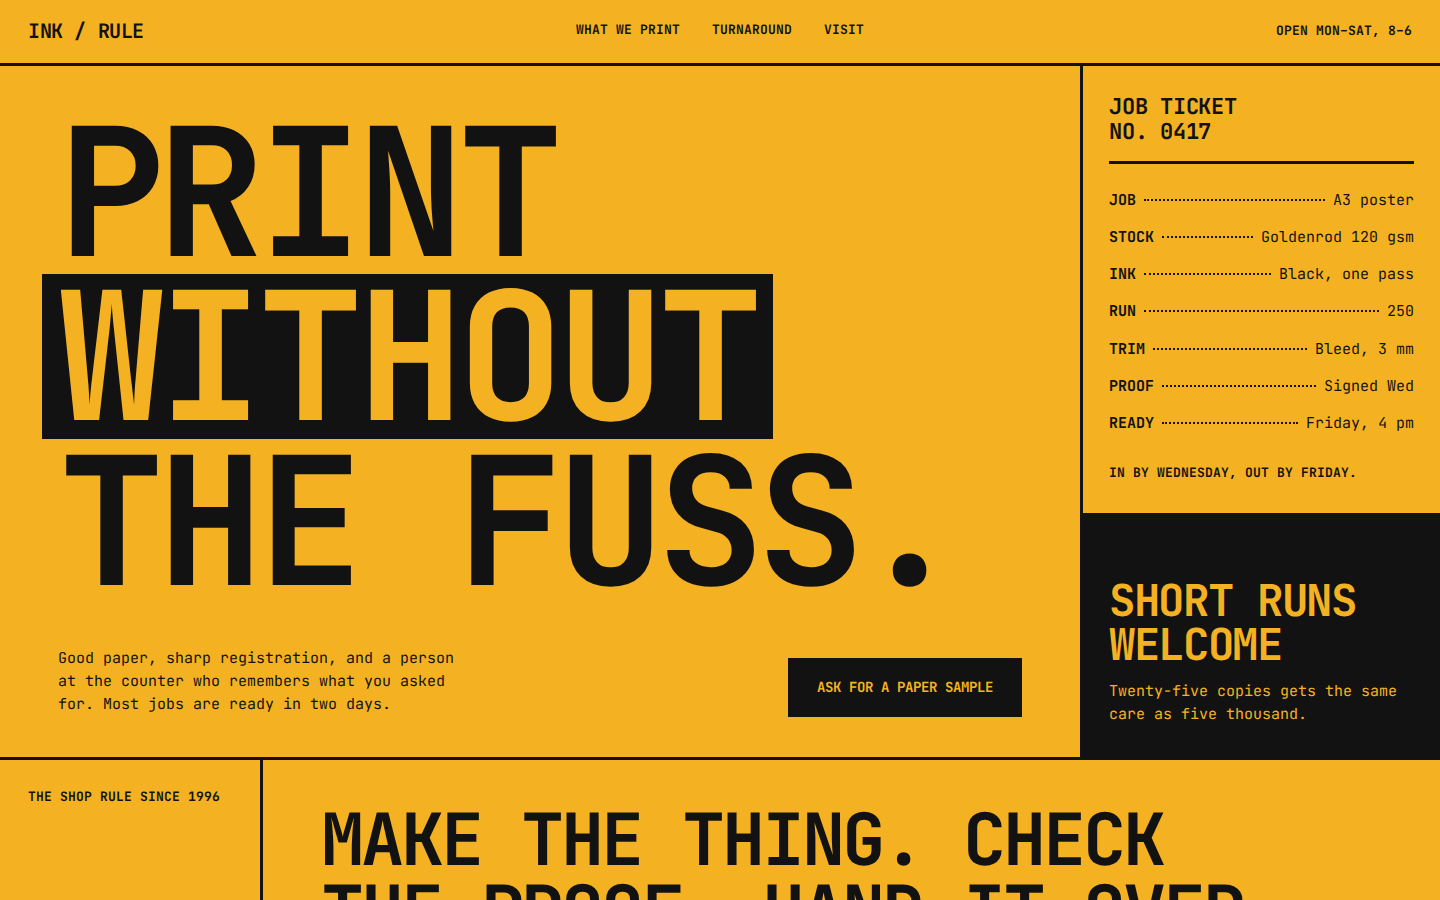 INK / RULE
WHAT WE PRINT
TURNAROUND
VISIT
OPEN MON–SAT, 8–6
PRINT
WITHOUT
THE FUSS.
Good paper, sharp registration, and a person
at the counter who remembers what you asked
for. Most jobs are ready in two days.
ASK FOR A PAPER SAMPLE
JOB TICKET
NO. 0417
JOB A3 poster
STOCK Goldenrod 120 gsm
INK Black, one pass
RUN 250
TRIM Bleed, 3 mm
PROOF Signed Wed
READY Friday, 4 pm
IN BY WEDNESDAY, OUT BY FRIDAY.
SHORT RUNS
WELCOME
Twenty-five copies gets the same
care as five thousand.
THE SHOP RULE SINCE 1996
MAKE THE THING. CHECK
THE PROOF. HAND IT OVER